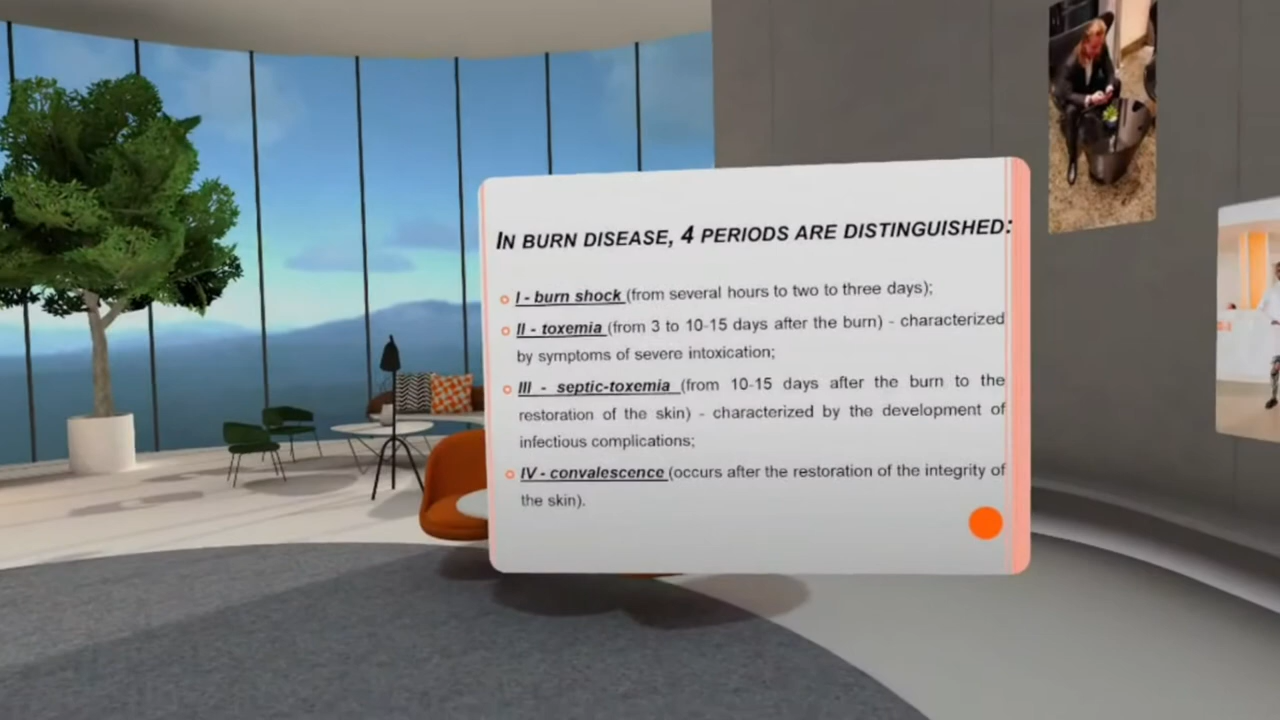 IN BURN DISEASE, 4 PERIODS ARE DISTINGUISHED:
I - burn shock (from several hours to two to three days);
II - toxemia (from 3 to 10-15 days after the burn) - characterized
by symptoms of severe intoxication;
III - septic-toxemia (from 10-15 days after the burn to the
restoration of the skin) - characterized by the development of
infectious complications;
IV - convalescence (occurs after the restoration of the integrity of
the skin).